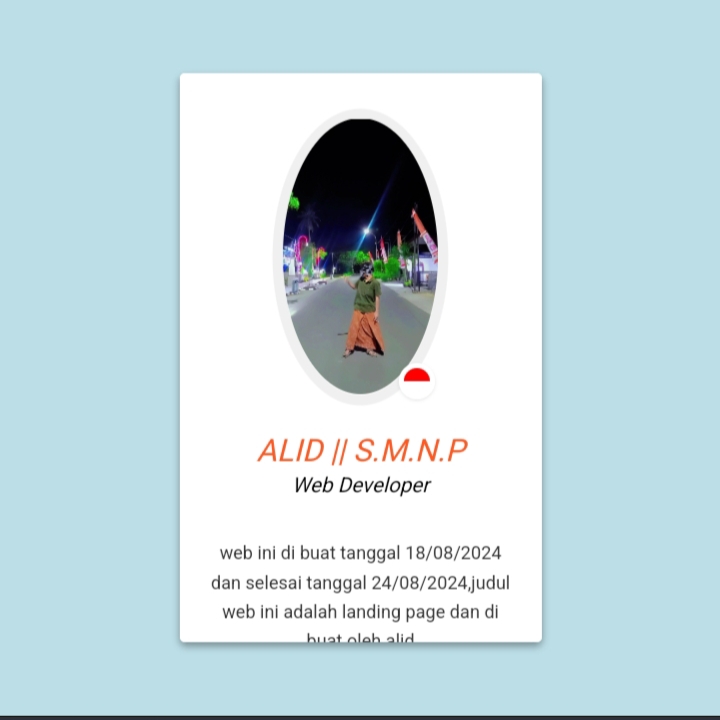 ALID || S.M.N.P
Web Developer
web ini di buat tanggal 18/08/2024
dan selesai tanggal 24/08/2024,judul
web ini adalah landing page dan di
buat oleh alid